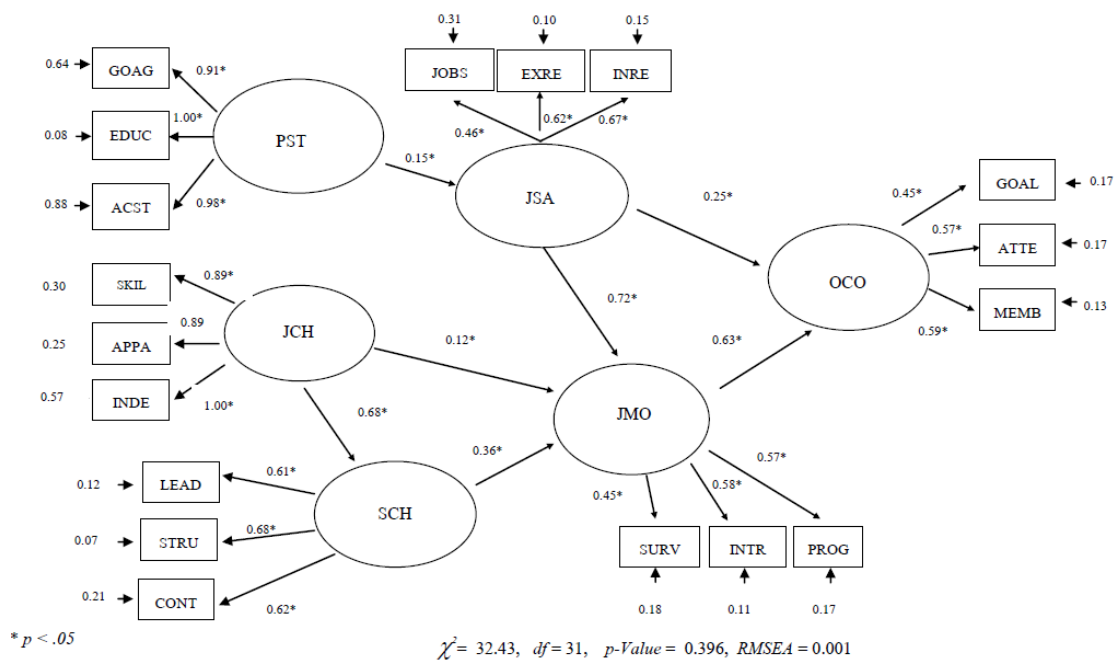 0.31 0.10 0.15
0.64 GOAG 0.91*
JOBS EXRE INRE
0.08 EDUC 1.00*
0.46* 0.62* 0.67*
PST
0.15*
0.88 ACST 0.98*
JSA
0.25*
0.45* GOAL 0.17
0.57* ATTE 0.17
OCO
0.59* MEMB 0.13
0.30 SKIL 0.89*
0.72*
0.25 APPA 0.89
JCH
0.12*
0.63*
0.57 INDE 1.00*
0.68*
JMO
0.36*
0.12 LEAD 0.61*
0.45* 0.58* 0.57*
SCH
0.07 STRU 0.68*
SURV INTR PROG
0.21 CONT 0.62*
0.18 0.11 0.17
* p < .05
χ²= 32.43, df = 31, p-Value = 0.396, RMSEA = 0.001